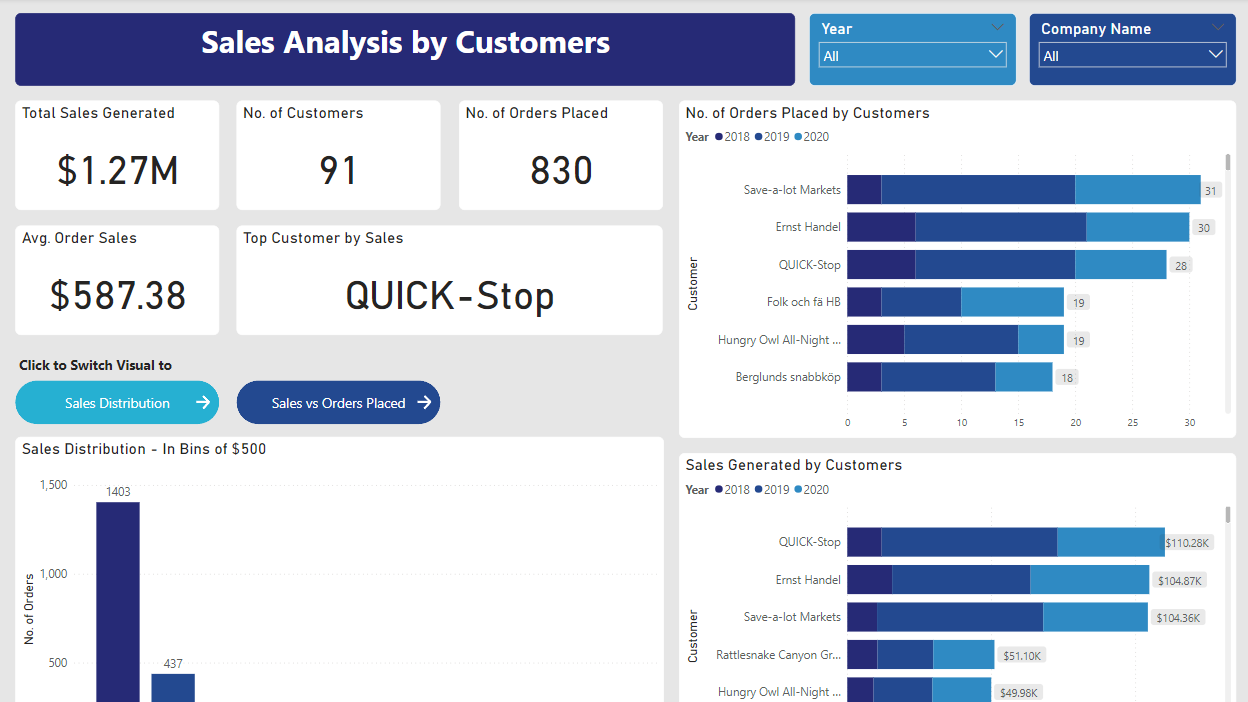 Sales Analysis by Customers
Year
All
Company Name
All
Total Sales Generated
$1.27M
No. of Customers
91
No. of Orders Placed
830
Avg. Order Sales
$587.38
Top Customer by Sales
QUICK-Stop
Click to Switch Visual to
Sales Distribution
Sales vs Orders Placed
Sales Distribution - In Bins of $500
1,500
1403
1,000
500
437
No. of Orders
No. of Orders Placed by Customers
Year 2018 2019 2020
Customer
Save-a-lot Markets 31
Ernst Handel 30
QUICK-Stop 28
Folk och fä HB 19
Hungry Owl All-Night ... 19
Berglunds snabbköp 18
0 5 10 15 20 25 30
Sales Generated by Customers
Year 2018 2019 2020
Customer
QUICK-Stop $110.28K
Ernst Handel $104.87K
Save-a-lot Markets $104.36K
Rattlesnake Canyon Gr... $51.10K
Hungry Owl All-Night ... $49.98K